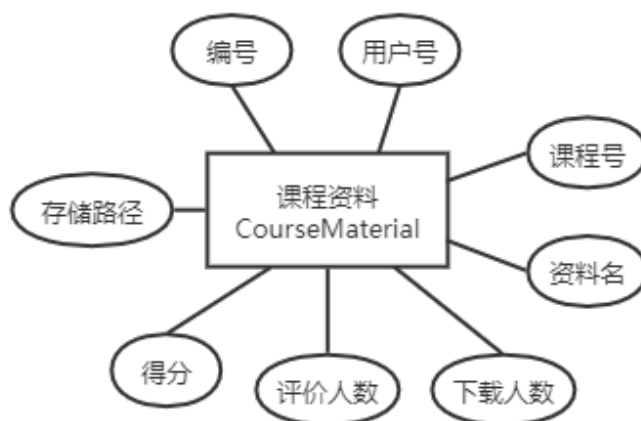 编号
用户号
课程号
课程资料
CourseMaterial
存储路径
资料名
得分
评价人数
下载人数